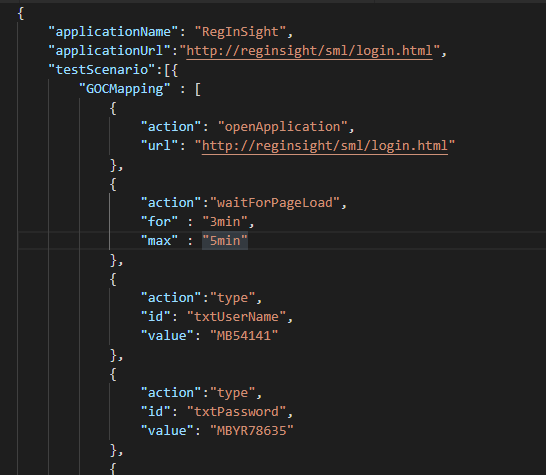 {
"applicationName": "RegInSight",
"applicationUrl":"http://reginsight/sml/login.html",
"testScenario":[{
"GOCMapping" : [
{
"action": "openApplication",
"url": "http://reginsight/sml/login.html"
},
{
"action":"waitForPageLoad",
"for" : "3min",
"max" : "5min"
},
{
"action":"type",
"id": "txtUserName",
"value": "MB54141"
},
{
"action":"type",
"id": "txtPassword",
"value": "MBYR78635"
},
{